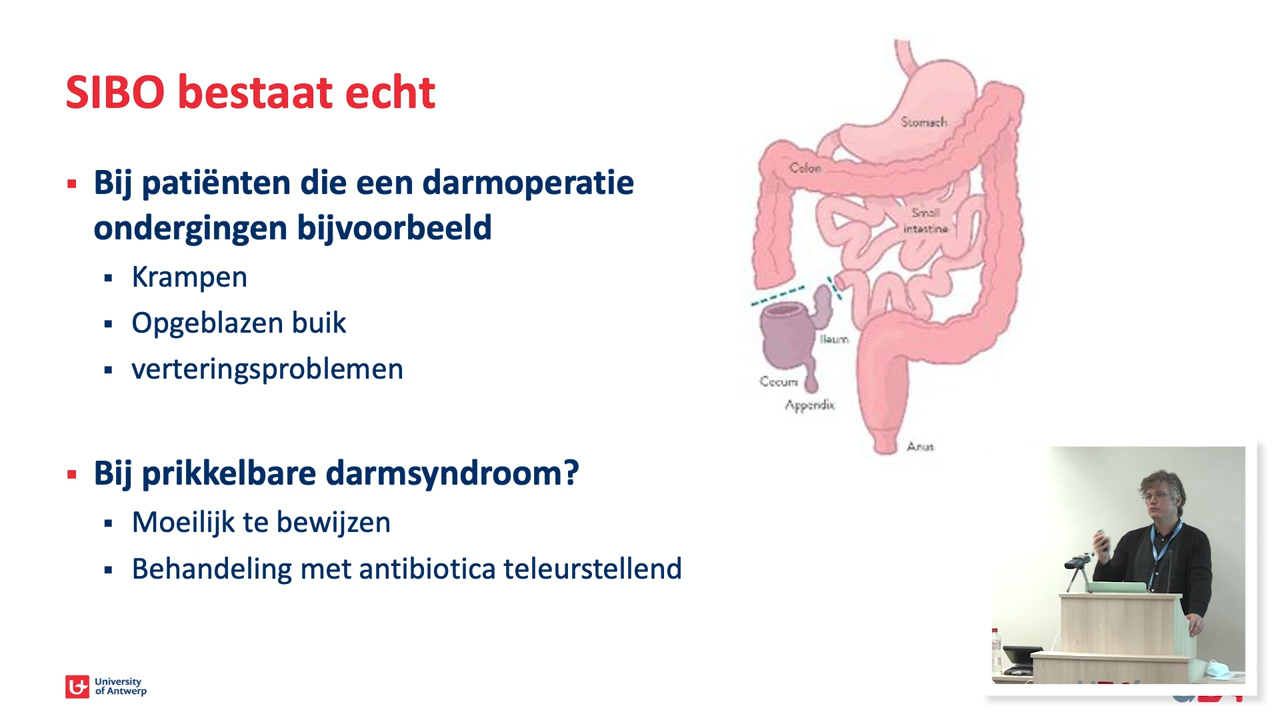 SIBO bestaat echt
▪ Bij patiënten die een darmoperatie
ondergingen bijvoorbeeld
▪ Krampen
▪ Opgeblazen buik
▪ verteringsproblemen
▪ Bij prikkelbare darmsyndroom?
▪ Moeilijk te bewijzen
▪ Behandeling met antibiotica teleurstellend
Stomach
Colon
Small
intestine
Ileum
Cecum
Appendix
Anus
University
of Antwerp